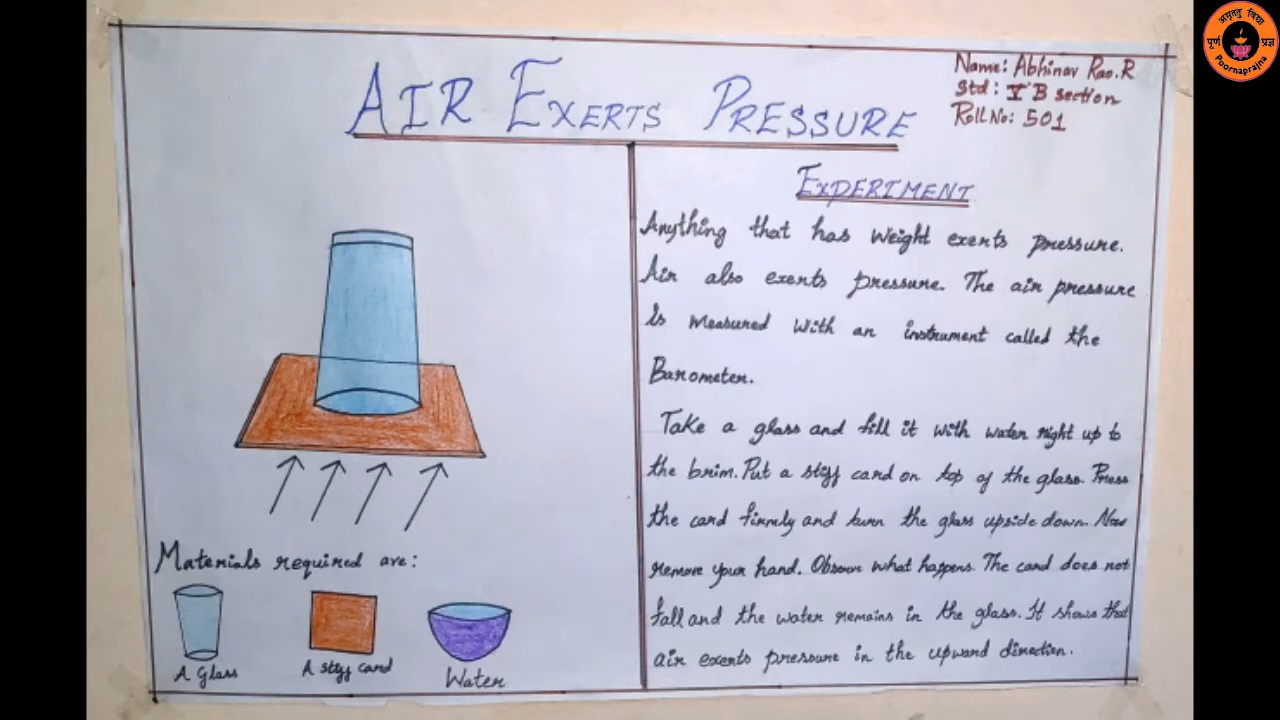 AIR EXERTS PRESSURE
Name: Abhinav Rao.R
Std: V B section
Roll No: 501
EXPERIMENT
Anything that has weight exerts pressure.
Air also exerts pressure. The air pressure
is measured with an instrument called the
Barometer.
Take a glass and fill it with water right up to
the brim. Put a stiff card on top of the glass. Press
the card firmly and turn the glass upside down. Now
remove your hand. Observe what happens. The card does not
fall and the water remains in the glass. It shows that
air exerts pressure in the upward direction.
Materials required are:
A Glass
A stiff card
Water
अमृतं तु विद्या
पूर्ण प्रज्ञ
Poornaprajna